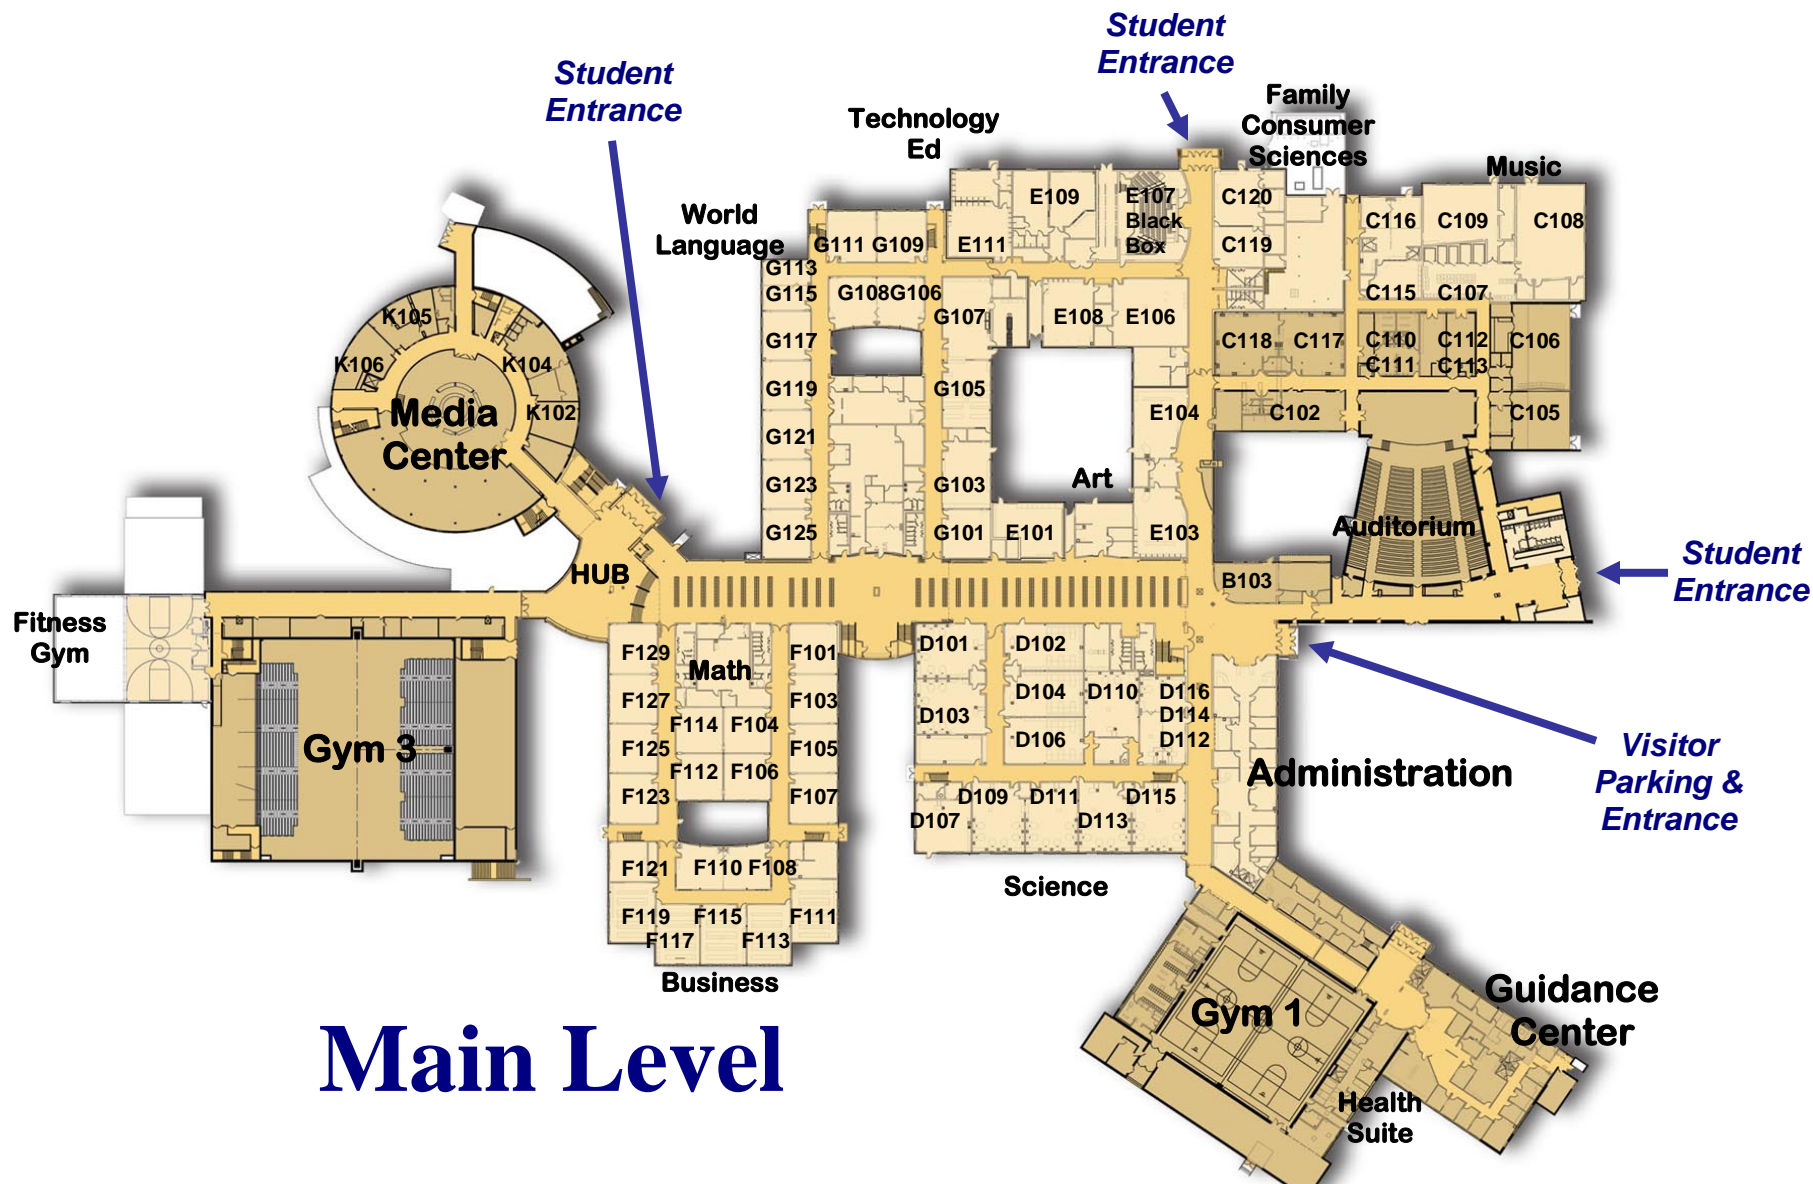 Student
Entrance
Student
Entrance
Technology
Ed
Family
Consumer
Sciences
Music
World
Language
E109
E107
Black
Box
C120
C116
C109
C108
G111
G109
E111
C119
G113
G115
G108
G106
C115
C107
K105
G107
E108
E106
G117
C118
C117
C110
C112
C106
K106
K104
C111
C113
G119
G105
Media
Center
K102
E104
C102
C105
G121
G123
G103
Art
G125
G101
E101
E103
Auditorium
Student
Entrance
HUB
B103
Fitness
Gym
F129
Math
F101
D101
D102
F127
F103
D104
D110
D116
F114
F104
D103
D114
F125
F105
D106
D112
Gym 3
F112
F106
Administration
Visitor
Parking &
Entrance
F123
F107
D109
D111
D115
D107
D113
F121
F110
F108
Science
F119
F115
F111
F117
F113
Business
Main Level
Gym 1
Guidance
Center
Health
Suite